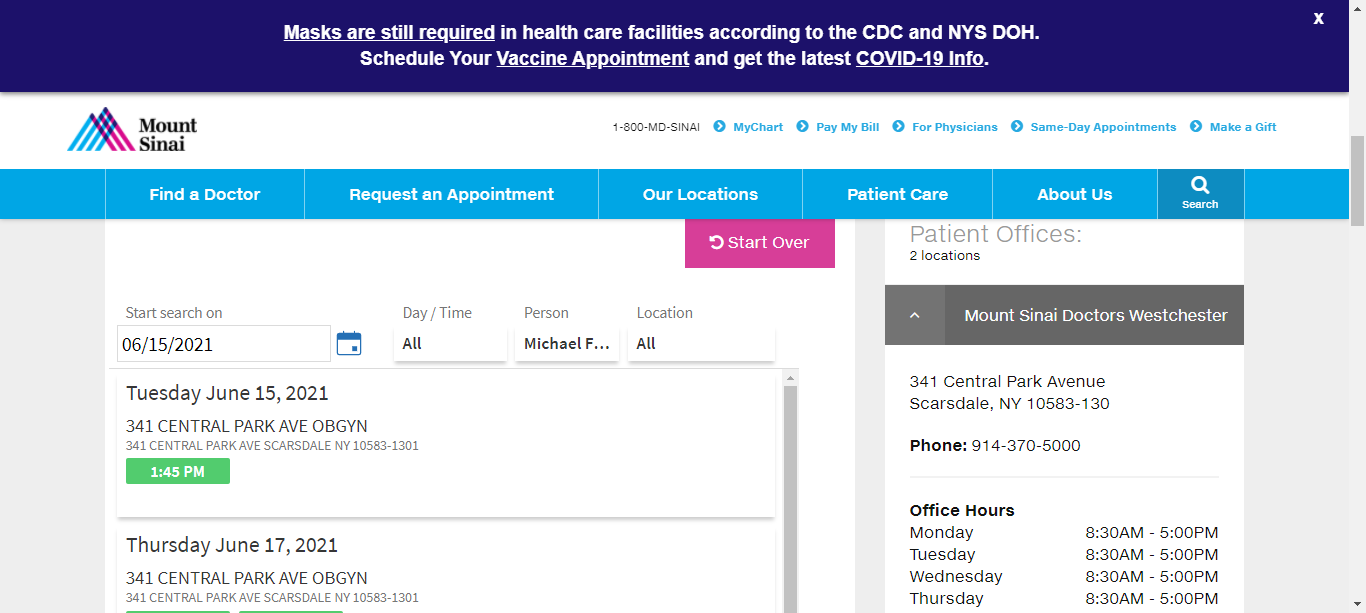 Masks are still required in health care facilities according to the CDC and NYS DOH.
Schedule Your Vaccine Appointment and get the latest COVID-19 Info.
X
Mount
Sinai
1-800-MD-SINAI MyChart Pay My Bill For Physicians Same-Day Appointments Make a Gift
Find a Doctor Request an Appointment Our Locations Patient Care About Us Search
Start Over
Start search on Day / Time Person Location
06/15/2021 All Michael F... All
Tuesday June 15, 2021
341 CENTRAL PARK AVE OBGYN
341 CENTRAL PARK AVE SCARSDALE NY 10583-1301
1:45 PM
Thursday June 17, 2021
341 CENTRAL PARK AVE OBGYN
341 CENTRAL PARK AVE SCARSDALE NY 10583-1301
Patient Offices:
2 locations
Mount Sinai Doctors Westchester
341 Central Park Avenue
Scarsdale, NY 10583-130
Phone: 914-370-5000
Office Hours
Monday 8:30AM - 5:00PM
Tuesday 8:30AM - 5:00PM
Wednesday 8:30AM - 5:00PM
Thursday 8:30AM - 5:00PM